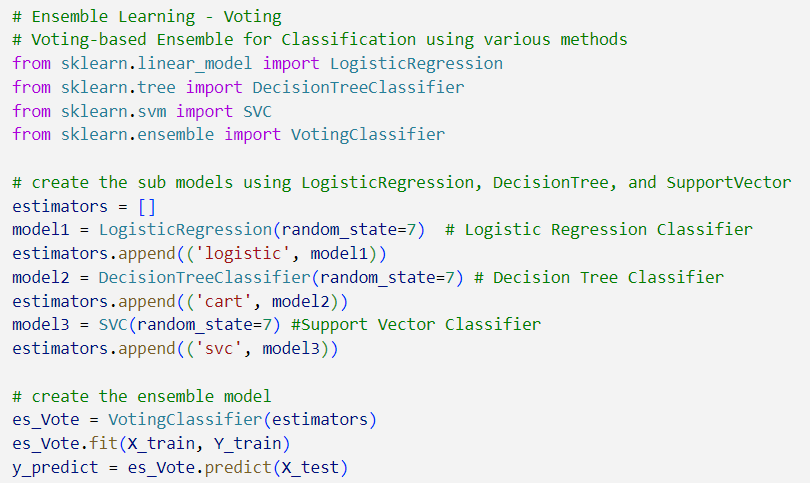 # Ensemble Learning - Voting
# Voting-based Ensemble for Classification using various methods
from sklearn.linear_model import LogisticRegression
from sklearn.tree import DecisionTreeClassifier
from sklearn.svm import SVC
from sklearn.ensemble import VotingClassifier
# create the sub models using LogisticRegression, DecisionTree, and SupportVector
estimators = []
model1 = LogisticRegression(random_state=7)  # Logistic Regression Classifier
estimators.append(('logistic', model1))
model2 = DecisionTreeClassifier(random_state=7) # Decision Tree Classifier
estimators.append(('cart', model2))
model3 = SVC(random_state=7) #Support Vector Classifier
estimators.append(('svc', model3))
# create the ensemble model
es_Vote = VotingClassifier(estimators)
es_Vote.fit(X_train, Y_train)
y_predict = es_Vote.predict(X_test)